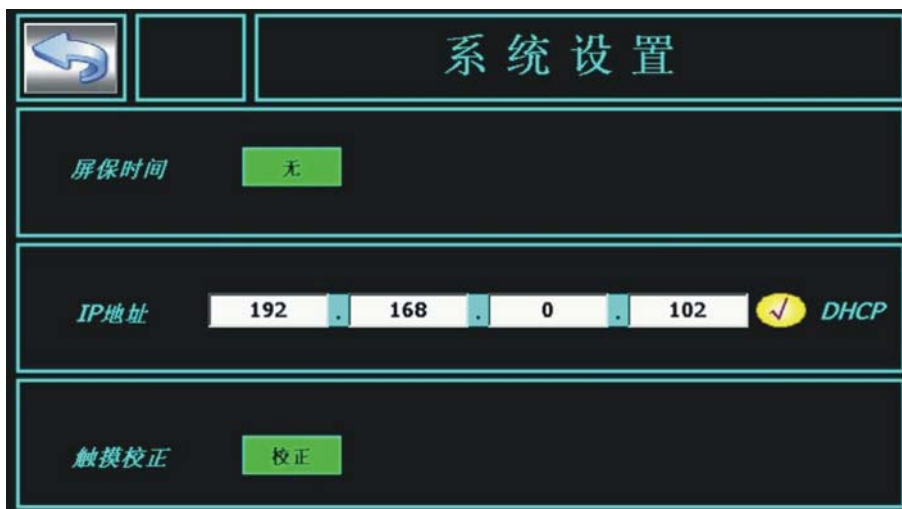 系统设置
屏保时间 无
IP地址 192 . 168 . 0 . 102 DHCP
触摸校正 校正